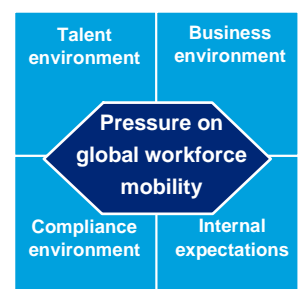 Talent
environment
Business
environment
Pressure on
global workforce
mobility
Compliance
environment
Internal
expectations